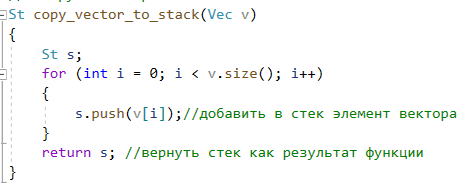 St copy_vector_to_stack(Vec v)
{
St s;
for (int i = 0; i < v.size(); i++)
{
s.push(v[i]);//добавить в стек элемент вектора
}
return s; //вернуть стек как результат функции
}